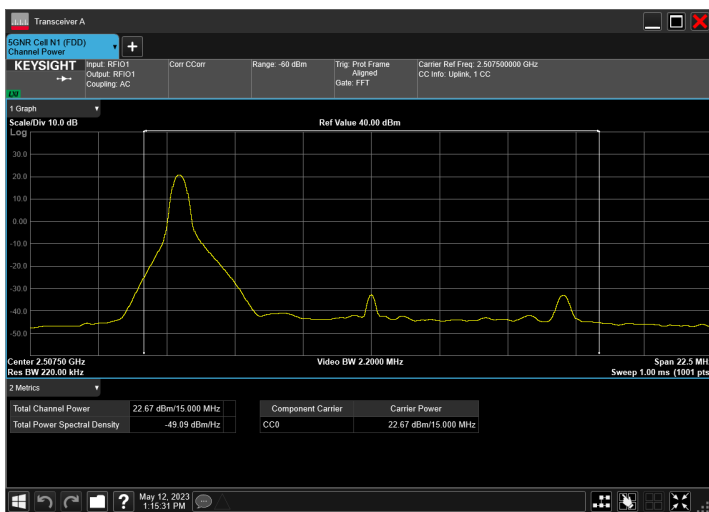 Transceiver A
5GNR Cell N1 (FDD)
Channel Power
KEYSIGHT
Input: RFIO1
Output: RFIO1
Coupling: AC
Corr CCorr
Range: -60 dBm
Trig: Prot Frame
Aligned
Gate: FFT
Carrier Ref Freq: 2.507500000 GHz
CC Info: Uplink, 1 CC
LXI
1 Graph
Scale/Div 10.0 dB
Ref Value 40.00 dBm
Log
30.0
20.0
10.0
0.00
-10.0
-20.0
-30.0
-40.0
-50.0
Center 2.50750 GHz
Video BW 2.2000 MHz
Span 22.5 MHz
Res BW 220.00 kHz
Sweep 1.00 ms (1001 pts)
2 Metrics
Total Channel Power 22.67 dBm/15.000 MHz
Total Power Spectral Density -49.09 dBm/Hz
Component Carrier Carrier Power
CC0 22.67 dBm/15.000 MHz
May 12, 2023
1:15:31 PM